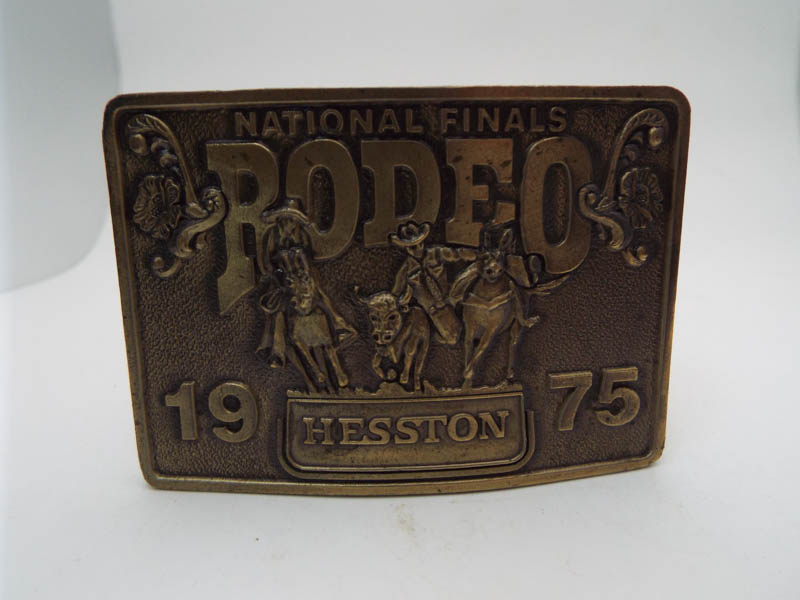 NATIONAL FINALS
RODEO
19 75
HESSTON